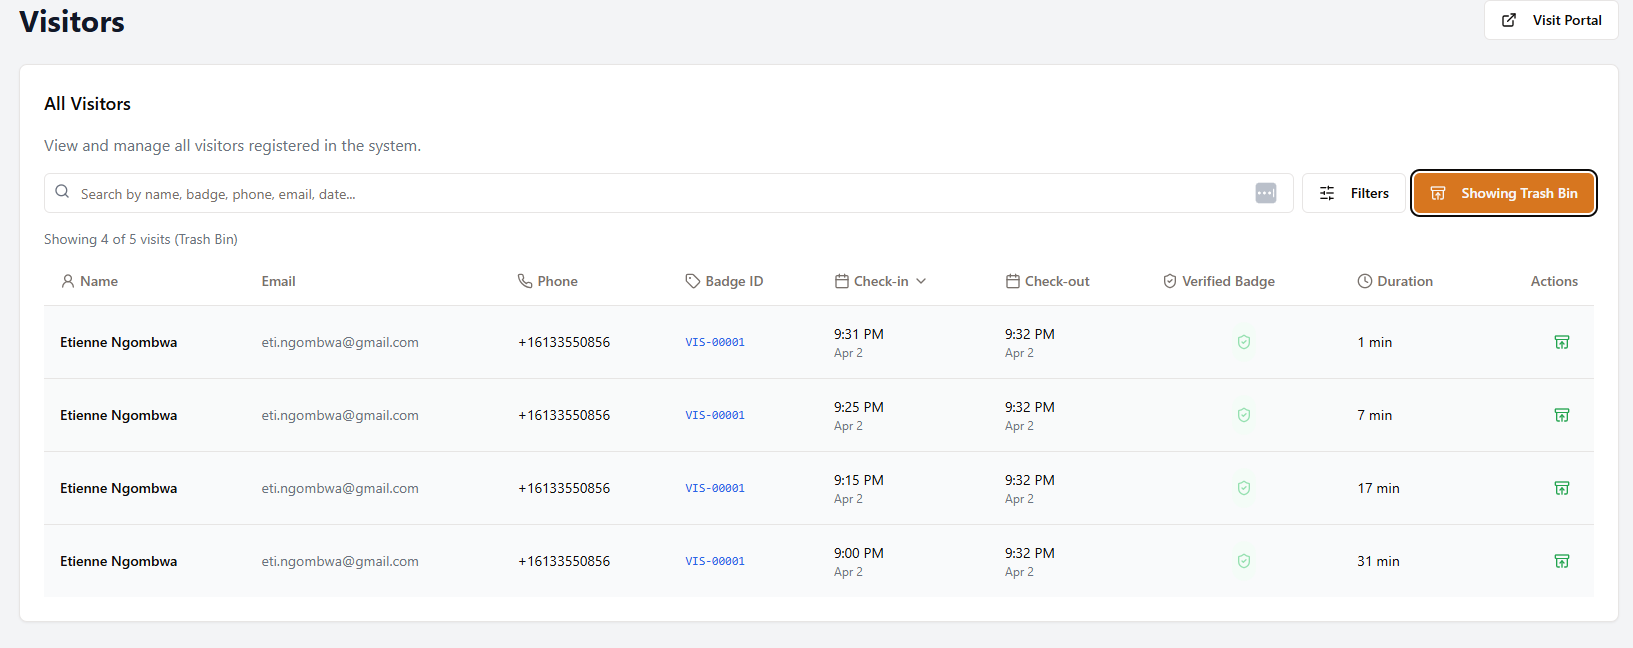 Visitors
Visit Portal
All Visitors
View and manage all visitors registered in the system.
Search by name, badge, phone, email, date...
Filters
Showing Trash Bin
Showing 4 of 5 visits (Trash Bin)
Name Email Phone Badge ID Check-in Check-out Verified Badge Duration Actions
Etienne Ngombwa eti.ngombwa@gmail.com +16133550856 VIS-00001 9:31 PM 9:32 PM 1 min
Apr 2 Apr 2
Etienne Ngombwa eti.ngombwa@gmail.com +16133550856 VIS-00001 9:25 PM 9:32 PM 7 min
Apr 2 Apr 2
Etienne Ngombwa eti.ngombwa@gmail.com +16133550856 VIS-00001 9:15 PM 9:32 PM 17 min
Apr 2 Apr 2
Etienne Ngombwa eti.ngombwa@gmail.com +16133550856 VIS-00001 9:00 PM 9:32 PM 31 min
Apr 2 Apr 2